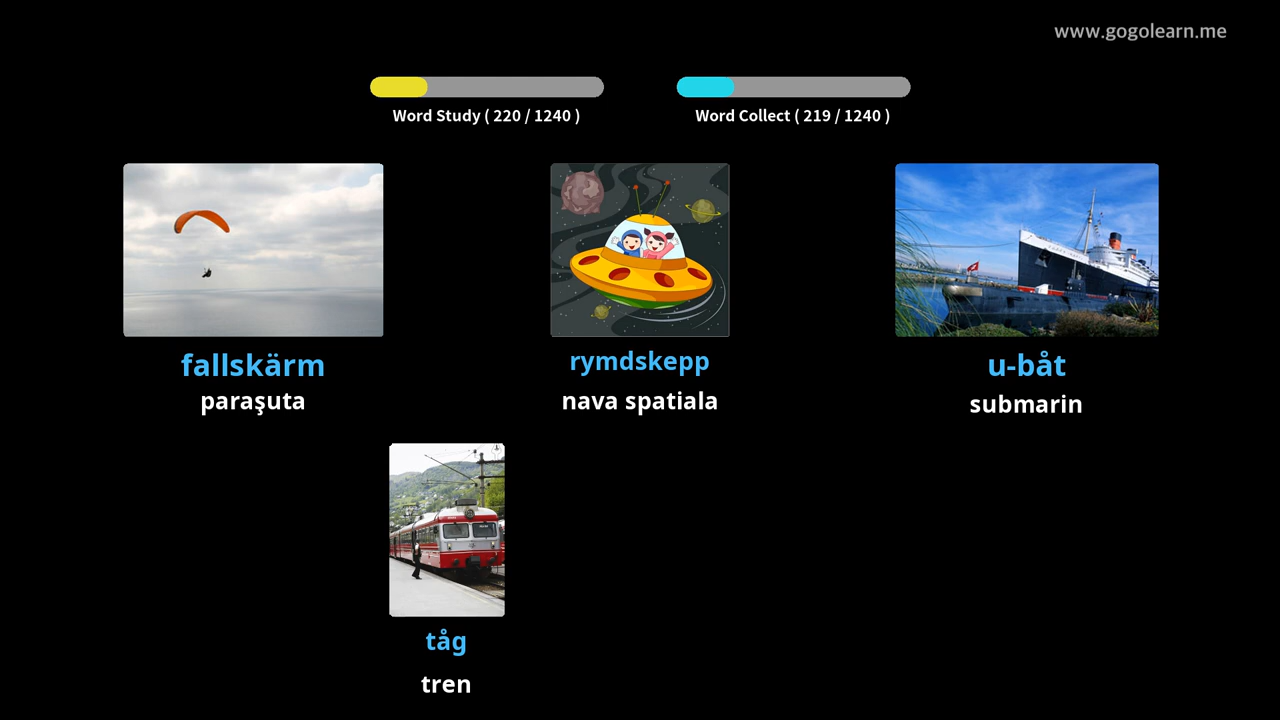 www.gogolearn.me
Word Study ( 220 / 1240 )
Word Collect ( 219 / 1240 )
fallskärm
paraşuta
rymdskepp
nava spatiala
u-båt
submarin
tåg
tren